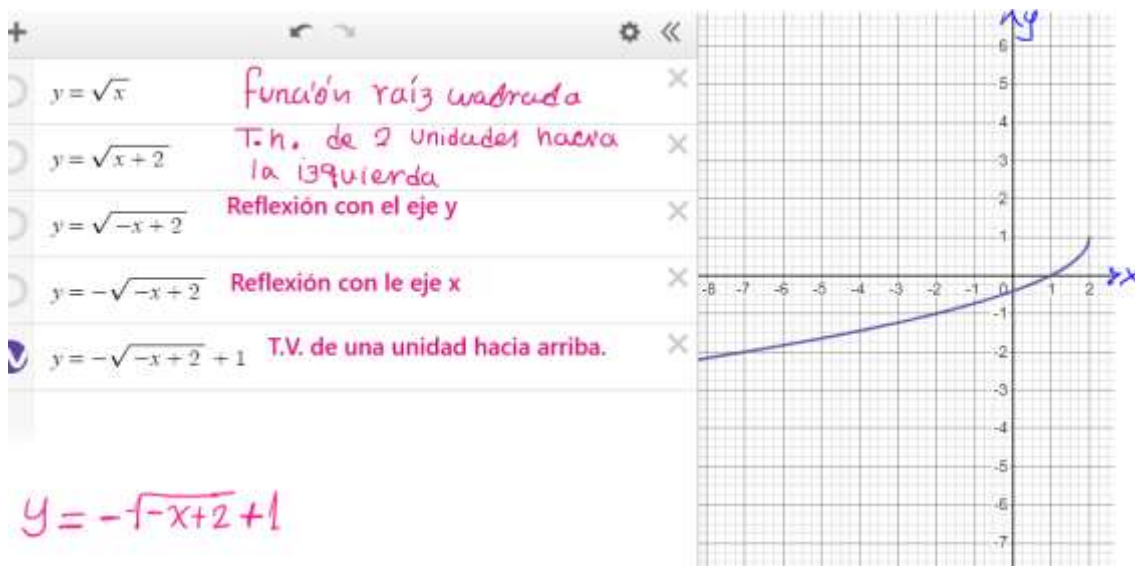 y = √x función raíz cuadrada
y = √x + 2 T.h. de 2 unidades hacia
la izquierda
y = √−x + 2 Reflexión con el eje y
y = −√−x + 2 Reflexión con le eje x
y = −√−x + 2 + 1 T.V. de una unidad hacia arriba.
y = −√−x+2 +1
y
6
5
4
3
2
1
-8 -7 -6 -5 -4 -3 -2 -1 0 1 2 x
-1
-2
-3
-4
-5
-6
-7